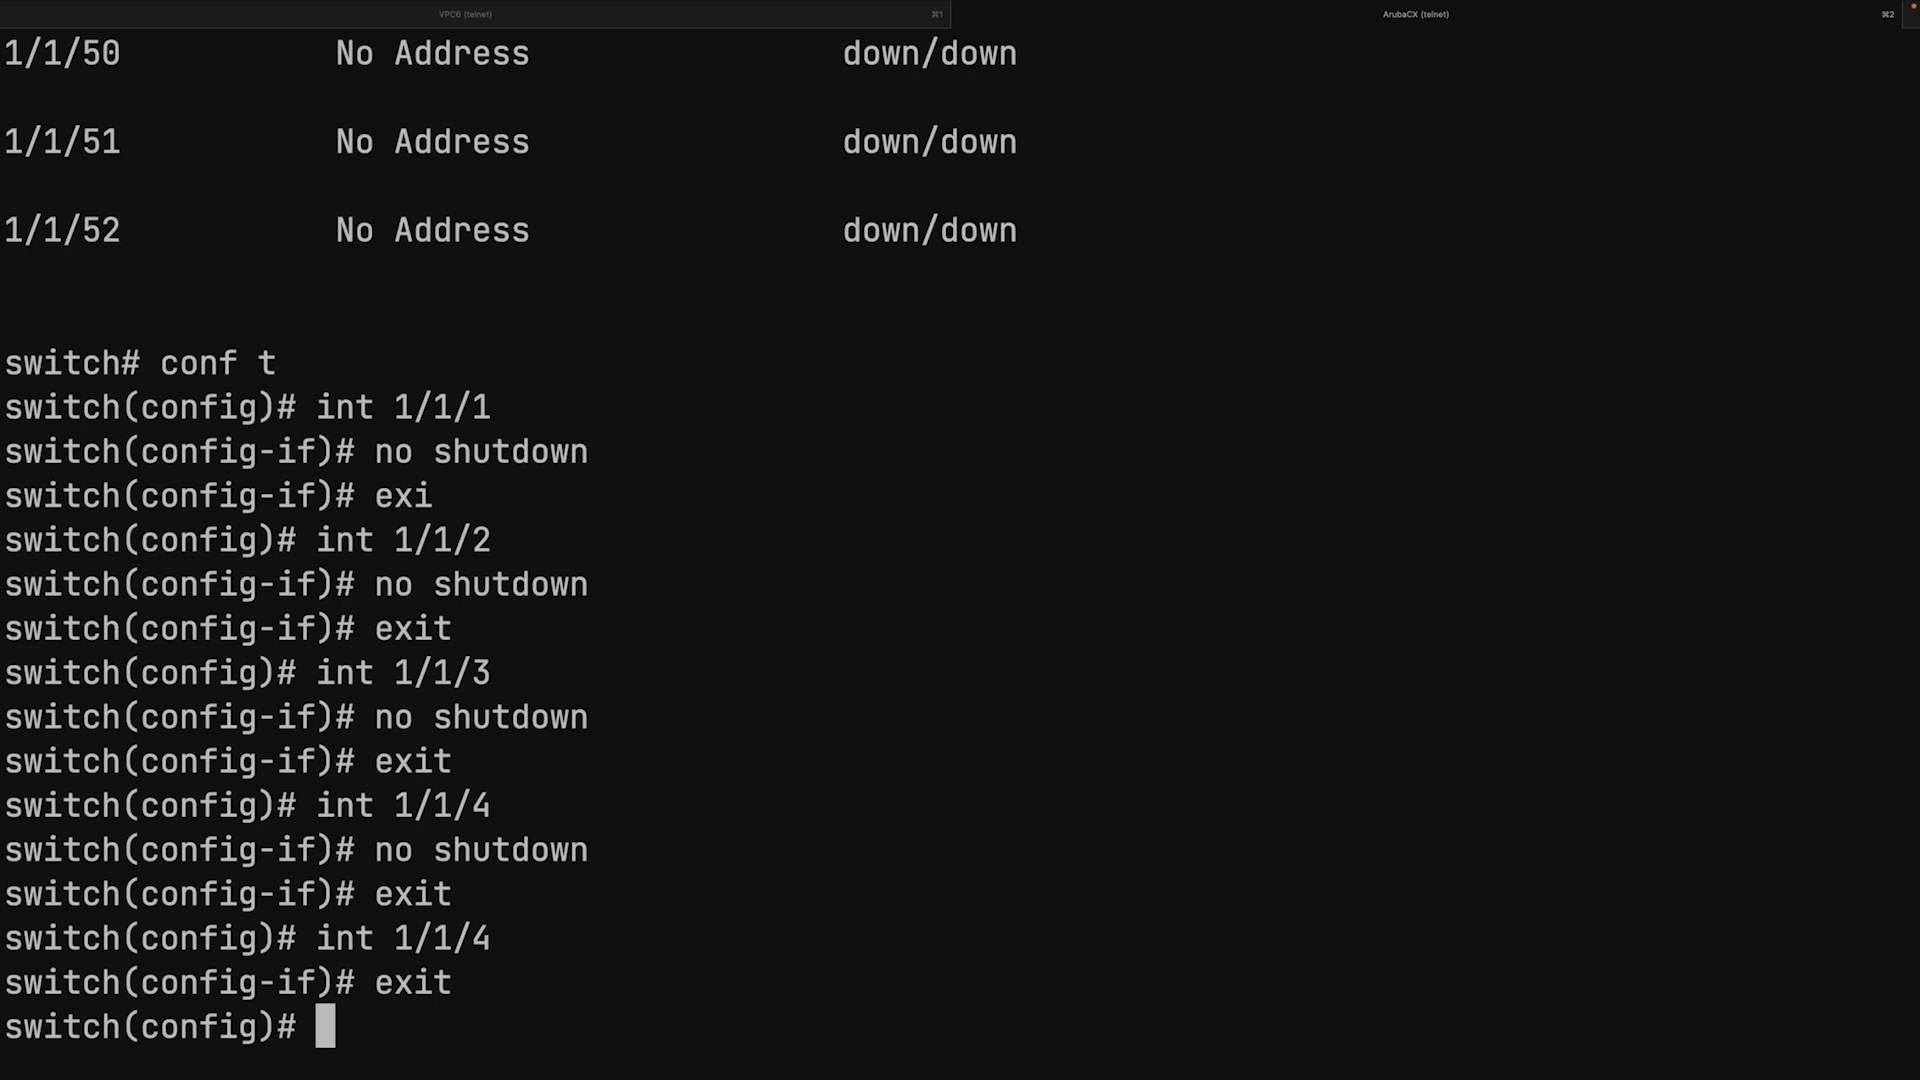 VPC6 (telnet) ⌘1 ArubaCX (telnet) ⌘2
1/1/50 No Address down/down
1/1/51 No Address down/down
1/1/52 No Address down/down
switch# conf t
switch(config)# int 1/1/1
switch(config-if)# no shutdown
switch(config-if)# exi
switch(config)# int 1/1/2
switch(config-if)# no shutdown
switch(config-if)# exit
switch(config)# int 1/1/3
switch(config-if)# no shutdown
switch(config-if)# exit
switch(config)# int 1/1/4
switch(config-if)# no shutdown
switch(config-if)# exit
switch(config)# int 1/1/4
switch(config-if)# exit
switch(config)#